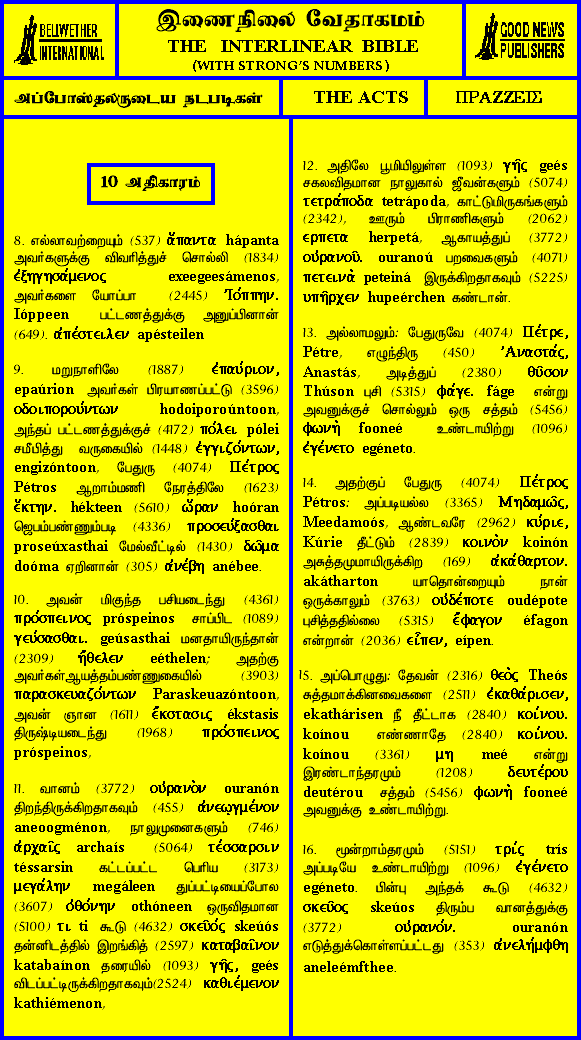 BELLWETHER
INTERNATIONAL
இணைநிலை வேதாகமம்
THE INTERLINEAR BIBLE
(WITH STRONG'S NUMBERS)
GOOD NEWS
PUBLISHERS
அப்போஸ்தலருடைய நடபடிகள்
THE ACTS
ΠΡΑΖΖΕΙΣ
10 அதிகாரம்
8. எல்லாவற்றையும் (537) ἅπαντα hápanta
அவர்களுக்கு விவரித்துச் சொல்லி (1834)
ἐξηγησάμενος exeegeesámenos,
அவர்களை யோப்பா (2445) Ἰόππην.
Ióppeen பட்டணத்துக்கு அனுப்பினான்
(649). ἀπέστειλεν apésteilen
9. மறுநாளிலே (1887) ἐπαύριον,
epaúrion அவர்கள் பிரயாணப்பட்டு (3596)
οδοιπορούντων hodoiporoúntoon,
அந்தப் பட்டணத்துக்குச் (4172) πόλει pólei
சமீபித்து வருகையில் (1448) ἐγγιζόντων,
engizóntoon, பேதுரு (4074) Πέτρος
Pétros ஆறாம்மணி நேரத்திலே (1623)
ἕκτην. hékteen (5610) ὥραν hoóran
ஜெபம்பண்ணும்படி (4336) προσεύξασθαι
proseúxasthai மேல்வீட்டில் (1430) δῶμα
doóma ஏறினான் (305) ἀνέβη anébee.
10. அவன் மிகுந்த பசியடைந்து (4361)
πρόσπεινος próspeinos சாப்பிட (1089)
γεύσασθαι. geúsasthai மனதாயிருந்தான்
(2309) ἤθελεν eéthelen; அதற்கு
அவர்கள்ஆயத்தம்பண்ணுகையில் (3903)
παρασκευαζόντων Paraskeuazóntoon,
அவன் ஞான (1611) ἔκστασις ékstasis
திருஷ்டியடைந்து (1968) πρόσπεινος
próspeinos,
11. வானம் (3772) οὐρανὸν ouranón
திறந்திருக்கிறதாகவும் (455) ἀνεῳγμένον
aneoogménon, நாலுமுனைகளும் (746)
ἀρχαῖς archaís (5064) τέσσαρσιν
téssarsin கட்டப்பட்ட பெரிய (3173)
μεγάλην megáleen துப்பட்டியைப்போல
(3607) ὀθόνην othóneen ஒருவிதமான
(5100) τι ti கூடு (4632) σκεῦός skeúós
தன்னிடத்தில் இறங்கித் (2597) καταβαῖνον
katabaínon தரையில் (1093) γῆς, geés
விடப்பட்டிருக்கிறதாகவும்(2524) καθιέμενον
kathiémenon,
12. அதிலே பூமியிலுள்ள (1093) γῆς geés
சகலவிதமான நாலுகால் ஜீவன்களும் (5074)
τετράποδα tetrápoda, காட்டுமிருகங்களும்
(2342), ஊரும் பிராணிகளும் (2062)
ερπετα herpetá, ஆகாயத்துப் (3772)
οὐρανοῦ. ouranoú பறவைகளும் (4071)
πετεινὰ peteiná இருக்கிறதாகவும் (5225)
υπῆρχεν hupeérchen கண்டான்.
13. அல்லாமலும்: பேதுருவே (4074) Πέτρε,
Pétre, எழுந்திரு (450) Ἀναστάς,
Anastás, அடித்துப் (2380) θῦσον
Thúson புசி (5315) φάγε. fáge என்று
அவனுக்குச் சொல்லும் ஒரு சத்தம் (5456)
φωνὴ fooneé உண்டாயிற்று (1096)
ἐγένετο egéneto.
14. அதற்குப் பேதுரு (4074) Πέτρος
Pétros: அப்படியல்ல (3365) Μηδαμῶς,
Meedamoós, ஆண்டவரே (2962) κύριε,
Kúrie தீட்டும் (2839) κοινὸν koinón
அசுத்தமுமாயிருக்கிற (169) ἀκάθαρτον.
akátharton யாதொன்றையும் நான்
ஒருக்காலும் (3763) οὐδέποτε oudépote
புசித்ததில்லை (5315) ἔφαγον éfagon
என்றான் (2036) εἶπεν, eípen.
15. அப்பொழுது: தேவன் (2316) θεὸς Theós
சுத்தமாக்கினவைகளை (2511) ἐκαθάρισεν,
ekathárisen நீ தீட்டாக (2840) κοίνου.
koínou எண்ணாதே (2840) κοίνου.
koínou (3361) μη meé என்று
இரண்டாந்தரமும் (1208) δευτέρου
deutérou சத்தம் (5456) φωνὴ fooneé
அவனுக்கு உண்டாயிற்று.
16. மூன்றாம்தரமும் (5151) τρίς trís
அப்படியே உண்டாயிற்று (1096) ἐγένετο
egéneto. பின்பு அந்தக் கூடு (4632)
σκεῦος skeúos திரும்ப வானத்துக்கு
(3772) οὐρανόν. ouranón
எடுத்துக்கொள்ளப்பட்டது (353) ἀνελήμφθη
aneleémfthee.